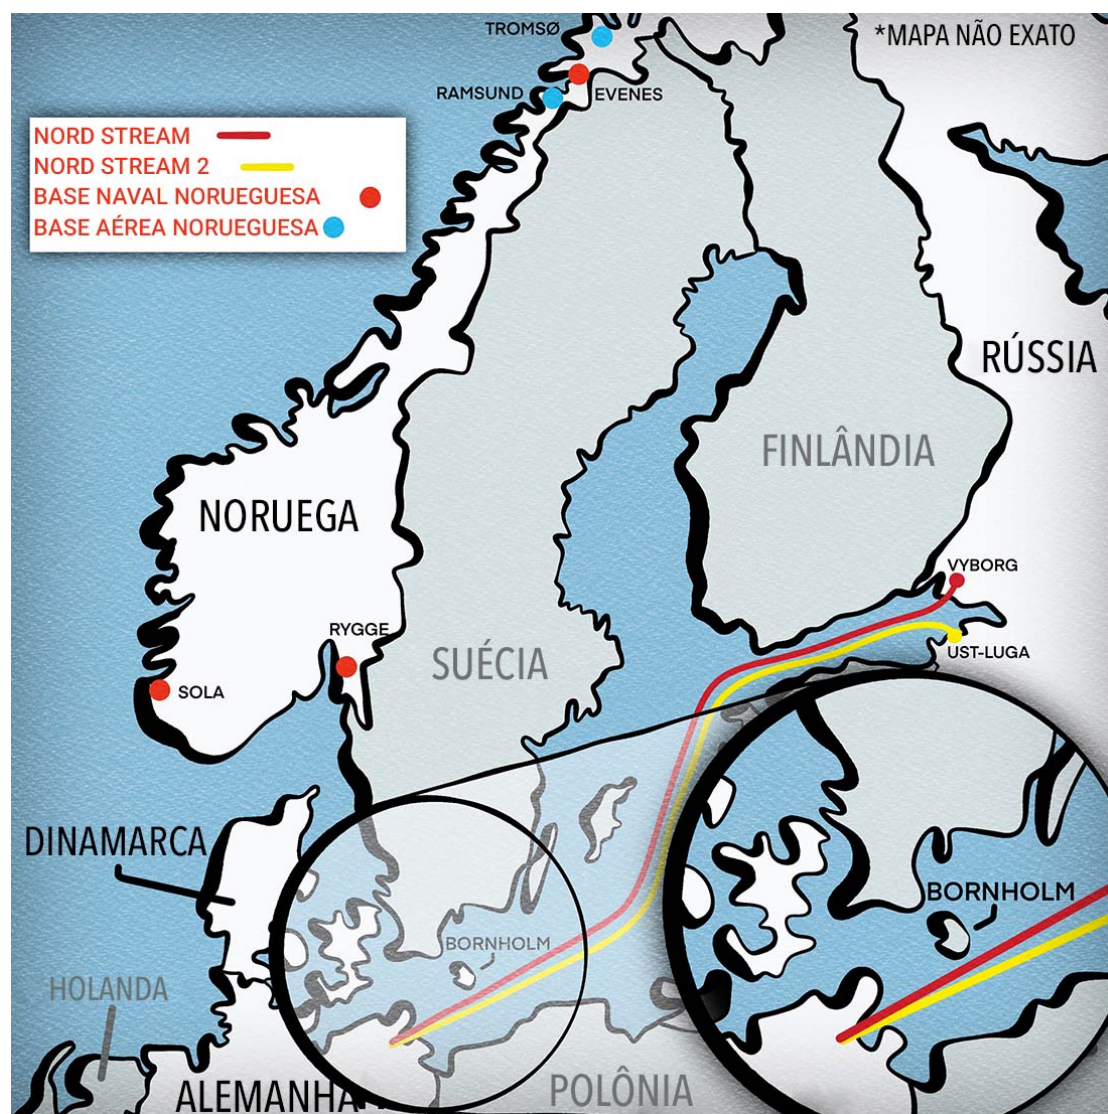 TROMSØ
*MAPA NÃO EXATO
RAMSUND
EVENES
NORD STREAM
NORD STREAM 2
BASE NAVAL NORUEGUESA
BASE AÉREA NORUEGUESA
RÚSSIA
FINLÂNDIA
NORUEGA
VYBORG
RYGGE
SUÉCIA
UST-LUGA
SOLA
DINAMARCA
BORNHOLM
BORNHOLM
HOLANDA
ALEMANHA
POLÔNIA